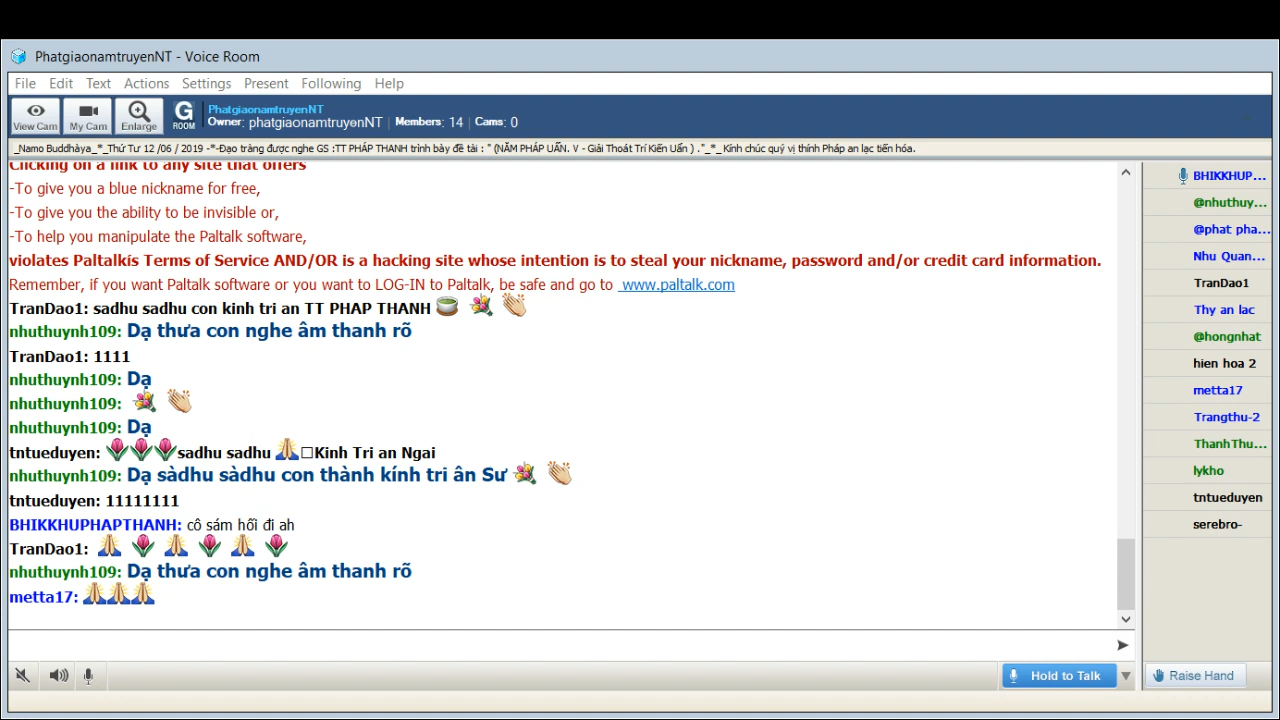 PhatgiaonamtruyenNT - Voice Room
File Edit Text Actions Settings Present Following Help
View Cam My Cam Enlarge G ROOM
PhatgiaonamtruyenNT
Owner: phatgiaonamtruyenNT Members: 14 Cams: 0
_Namo Buddhàya_*_Thứ Tư 12 /06 / 2019 -*-Đạo tràng được nghe GS :TT PHÁP THANH trình bày đề tài : " (NĂM PHÁP UẨN. V - Giải Thoát Trí Kiến Uẩn ) ."_*_ Kính chúc quý vị thính Pháp an lạc tiến hóa.
Clicking on a link to any site that offers
-To give you a blue nickname for free,
-To give you the ability to be invisible or,
-To help you manipulate the Paltalk software,
violates Paltalkís Terms of Service AND/OR is a hacking site whose intention is to steal your nickname, password and/or credit card information.
Remember, if you want Paltalk software or you want to LOG-IN to Paltalk, be safe and go to www.paltalk.com
TranDao1: sadhu sadhu con kinh tri an TT PHAP THANH
nhuthuynh109: Dạ thưa con nghe âm thanh rõ
TranDao1: 1111
nhuthuynh109: Dạ
nhuthuynh109:
nhuthuynh109: Dạ
tntueduyen: sadhu sadhu □Kinh Tri an Ngai
nhuthuynh109: Dạ sàdhu sàdhu con thành kính tri ân Sư
tntueduyen: 11111111
BHIKKHUPHAPTHANH: cô sám hối đi ah
TranDao1:
nhuthuynh109: Dạ thưa con nghe âm thanh rõ
metta17:
BHIKKHUP...
@nhuthuy...
@phat pha...
Nhu Quan...
TranDao1
Thy an lac
@hongnhat
hien hoa 2
metta17
Trangthu-2
ThanhThu...
lykho
tntueduyen
serebro-
Hold to Talk
Raise Hand